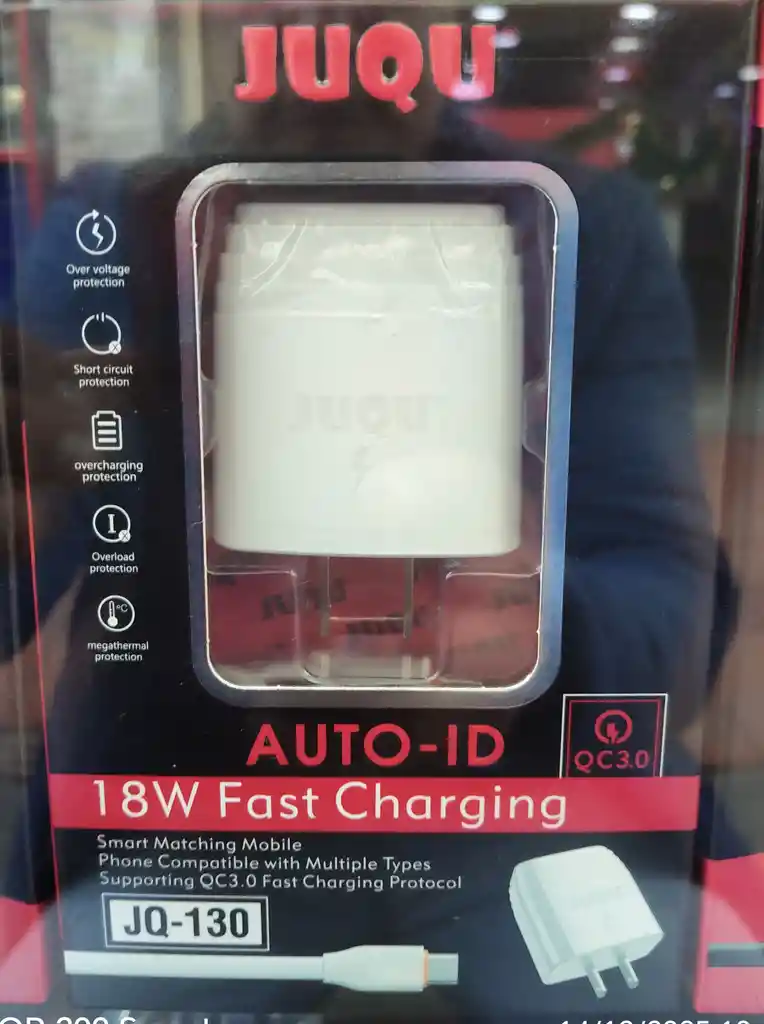 JUQU
Over voltage
protection
Short circuit
protection
overcharging
protection
Overload
protection
°C
megathermal
protection
JUQU
AUTO-ID
QC3.0
18W Fast Charging
Smart Matching Mobile
Phone Compatible with Multiple Types
Supporting QC3.0 Fast Charging Protocol
JQ-130